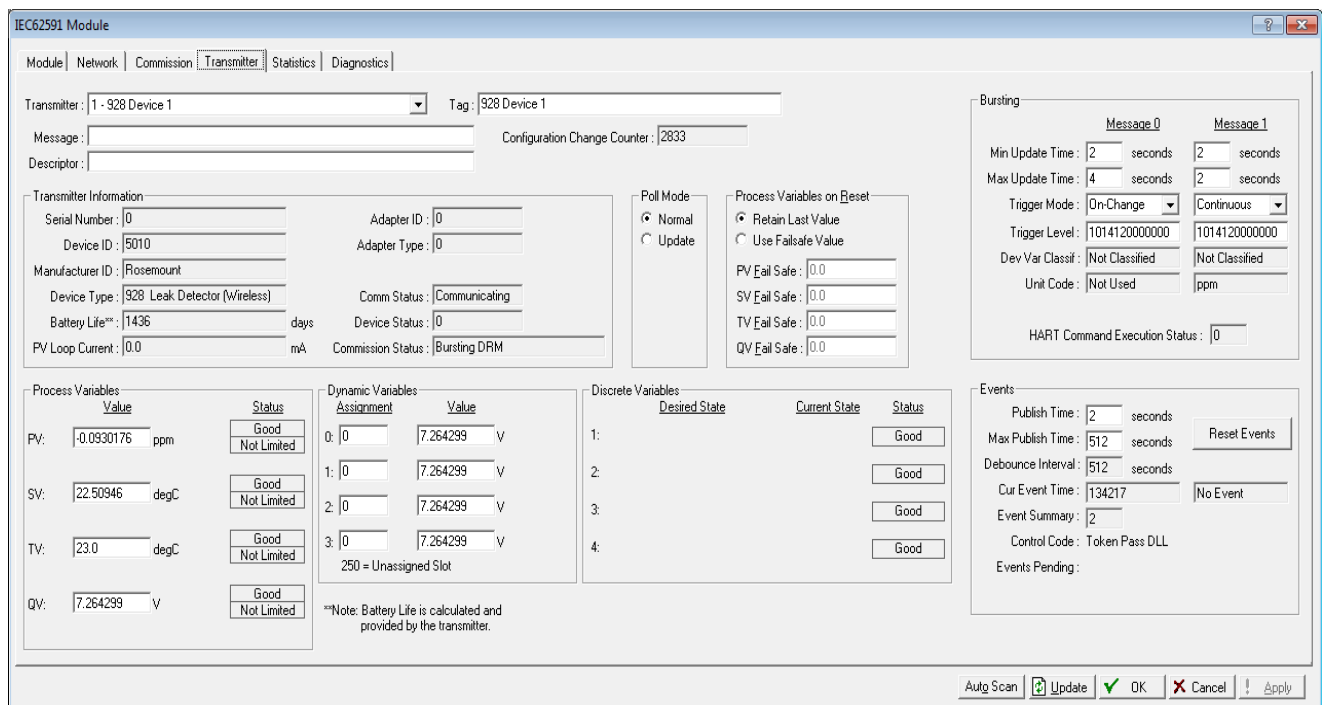 IEC62591 Module
Module Network Commission Transmitter Statistics Diagnostics
Transmitter : 1 - 928 Device 1 Tag : 928 Device 1
Message : Configuration Change Counter : 2833
Descriptor :
Transmitter Information
Serial Number : 0 Adapter ID : 0
Device ID : 5010 Adapter Type : 0
Manufacturer ID : Rosemount
Device Type : 928 Leak Detector (Wireless) Comm Status : Communicating
Battery Life** : 1436 days Device Status : 0
PV Loop Current : 0.0 mA Commission Status : Bursting DRM
Poll Mode
Normal
Update
Process Variables on Reset
Retain Last Value
Use Failsafe Value
PV Fail Safe : 0.0
SV Fail Safe : 0.0
TV Fail Safe : 0.0
QV Fail Safe : 0.0
Bursting
Message 0 Message 1
Min Update Time : 2 seconds 2 seconds
Max Update Time : 4 seconds 2 seconds
Trigger Mode : On-Change Continuous
Trigger Level : 1014120000000 1014120000000
Dev Var Classif : Not Classified Not Classified
Unit Code : Not Used ppm
HART Command Execution Status : 0
Process Variables
Value Status
PV: -0.0930176 ppm Good
Not Limited
SV: 22.50946 degC Good
Not Limited
TV: 23.0 degC Good
Not Limited
QV: 7.264299 V Good
Not Limited
Dynamic Variables
Assignment Value
0: 0 7.264299 V
1: 0 7.264299 V
2: 0 7.264299 V
3: 0 7.264299 V
250 = Unassigned Slot
**Note: Battery Life is calculated and
provided by the transmitter.
Discrete Variables
Desired State Current State Status
1: Good
2: Good
3: Good
4: Good
Events
Publish Time : 2 seconds
Max Publish Time : 512 seconds
Reset Events
Debounce Interval : 512 seconds
Cur Event Time : 134217 No Event
Event Summary : 2
Control Code : Token Pass DLL
Events Pending :
Auto Scan Update OK Cancel Apply